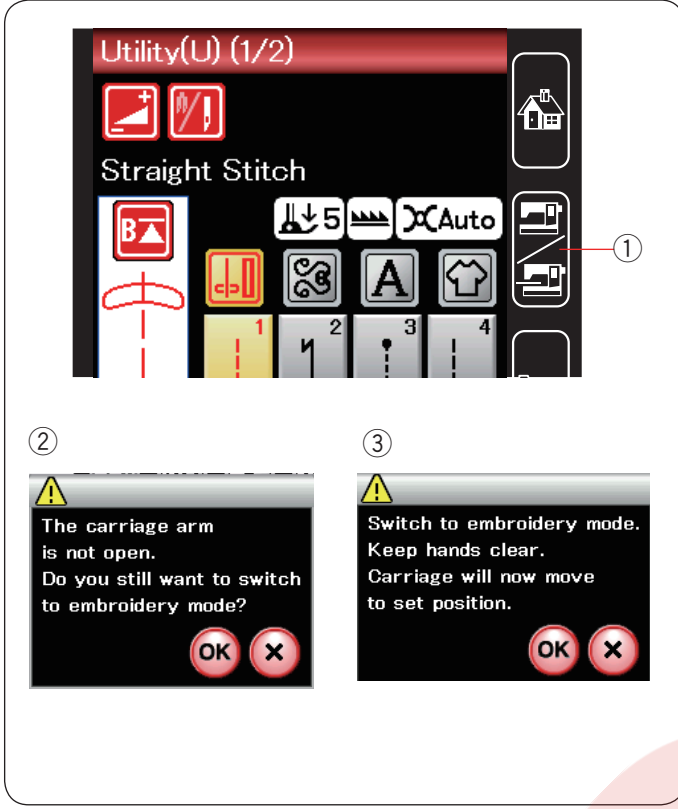 Utility(U) (1/2)
Straight Stitch
B
5
Auto
A
1
2
3
4
①
②
③
The carriage arm
is not open.
Do you still want to switch
to embroidery mode?
OK
Switch to embroidery mode.
Keep hands clear.
Carriage will now move
to set position.
OK